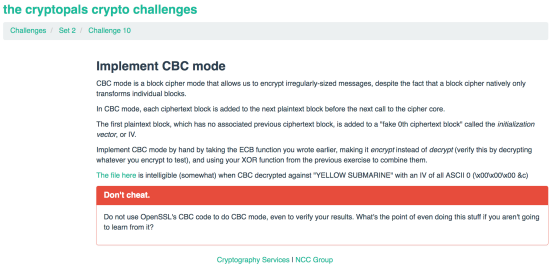 the cryptopals crypto challenges
Challenges / Set 2 / Challenge 10
Implement CBC mode
CBC mode is a block cipher mode that allows us to encrypt irregularly-sized messages, despite the fact that a block cipher natively only
transforms individual blocks.
In CBC mode, each ciphertext block is added to the next plaintext block before the next call to the cipher core.
The first plaintext block, which has no associated previous ciphertext block, is added to a "fake 0th ciphertext block" called the initialization
vector, or IV.
Implement CBC mode by hand by taking the ECB function you wrote earlier, making it encrypt instead of decrypt (verify this by decrypting
whatever you encrypt to test), and using your XOR function from the previous exercise to combine them.
The file here is intelligible (somewhat) when CBC decrypted against "YELLOW SUBMARINE" with an IV of all ASCII 0 (\x00\x00\x00 &c)
Don't cheat.
Do not use OpenSSL's CBC code to do CBC mode, even to verify your results. What's the point of even doing this stuff if you aren't going
to learn from it?
Cryptography Services | NCC Group